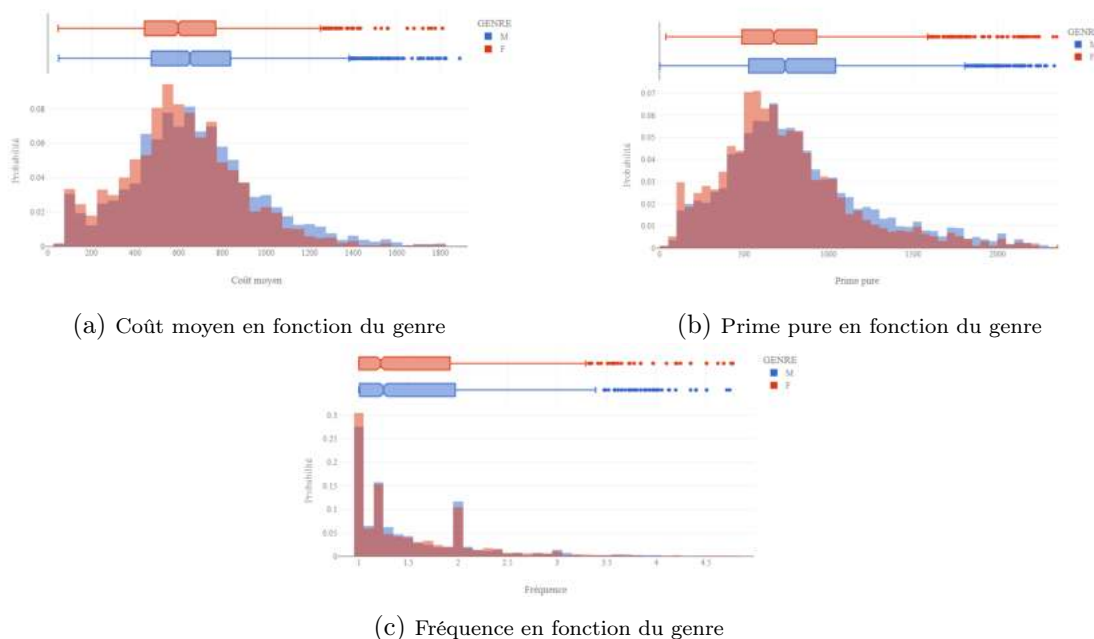 GENRE
M
F
Probabilité
0.08
0.06
0.04
0.02
0
0 200 400 600 800 1000 1200 1400 1600 1800
Coût moyen
(a) Coût moyen en fonction du genre
GENRE
M
F
Probabilité
0.07
0.06
0.05
0.04
0.03
0.02
0.01
0
0 500 1000 1500 2000
Prime pure
(b) Prime pure en fonction du genre
GENRE
M
F
Probabilité
0.3
0.2
0.15
0.1
0.05
0
1 1.5 2 2.5 3 3.5 4 4.5
Fréquence
(c) Fréquence en fonction du genre